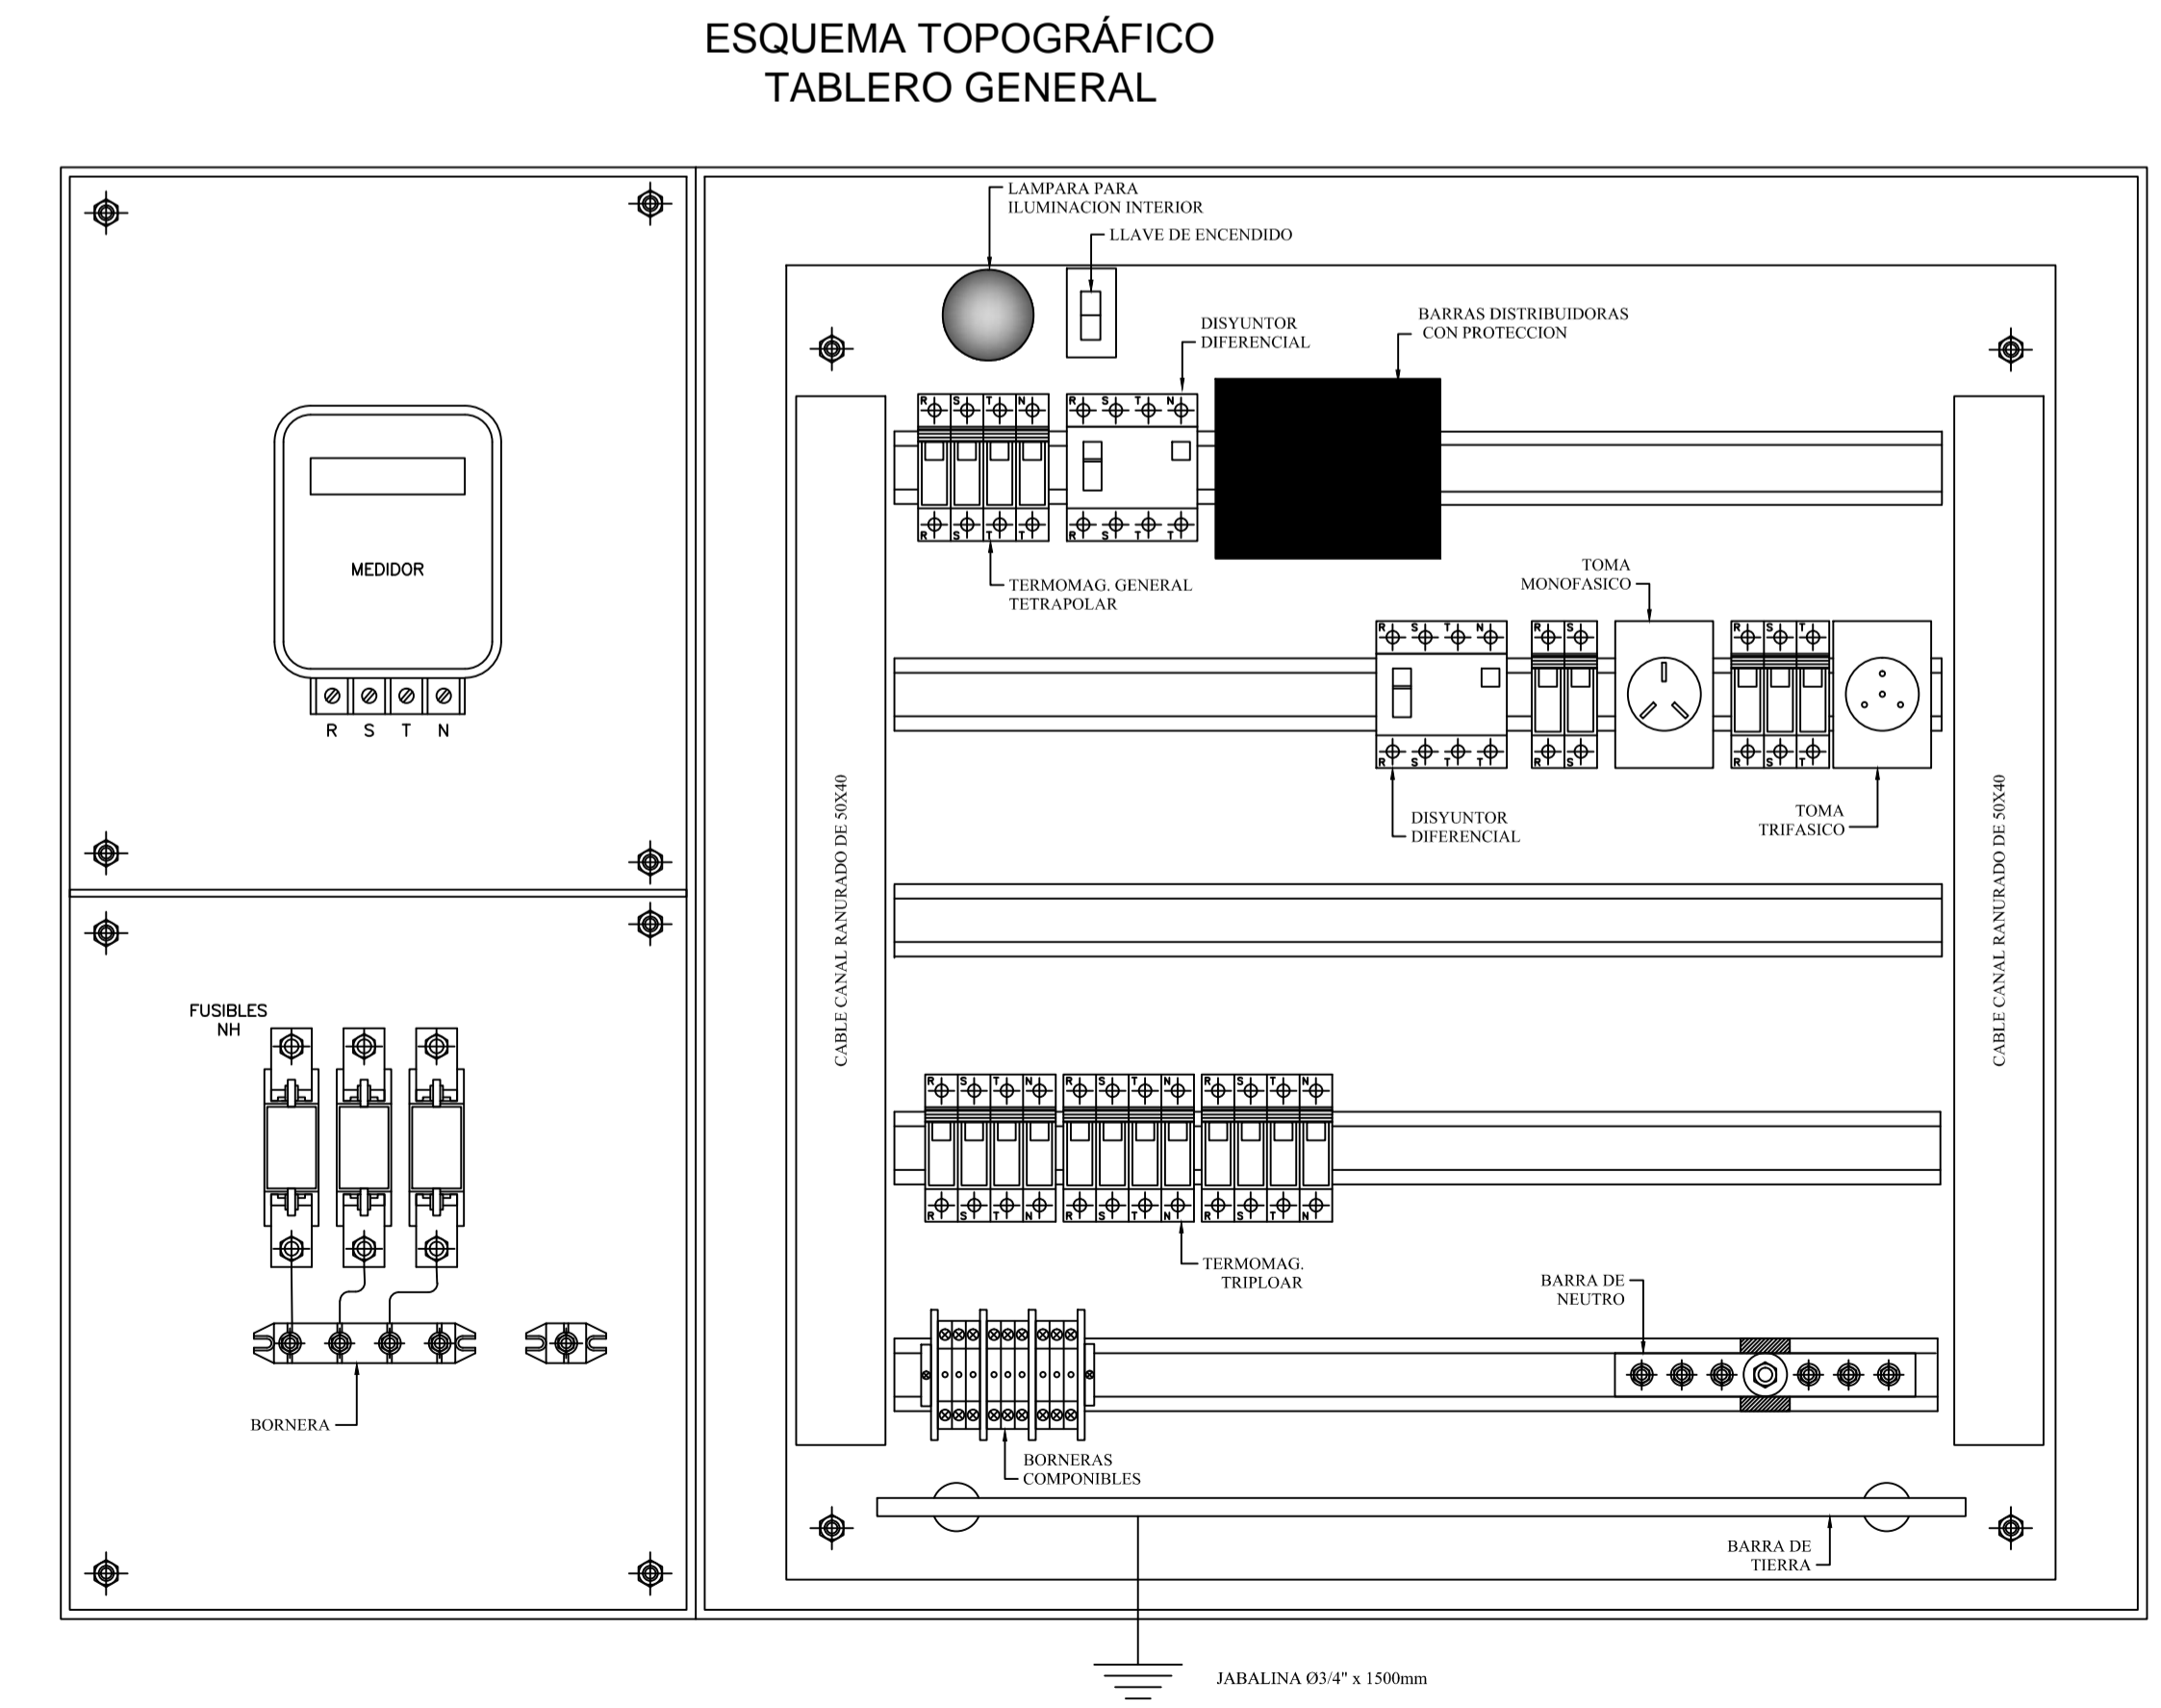 ESQUEMA TOPOGRÁFICO
TABLERO GENERAL
LAMPARA PARA
ILUMINACION INTERIOR
LLAVE DE ENCENDIDO
DISYUNTOR
DIFERENCIAL
BARRAS DISTRIBUIDORAS
CON PROTECCION
R S T N
R S T N
R S T T
R S T T
TERMOMAG. GENERAL
TETRAPOLAR
MEDIDOR
R S T N
TOMA
MONOFASICO
R S T N
R S
R S T
R S T T
R S
R S T
DISYUNTOR
DIFERENCIAL
TOMA
TRIFASICO
CABLE CANAL RANURADO DE 50X40
CABLE CANAL RANURADO DE 50X40
FUSIBLES
NH
R S T N
R S T N
R S T N
R S T N
R S T N
R S T N
TERMOMAG.
TRIPLOAR
BARRA DE
NEUTRO
BORNERA
BORNERAS
COMPONIBLES
BARRA DE
TIERRA
JABALINA Ø3/4" x 1500mm